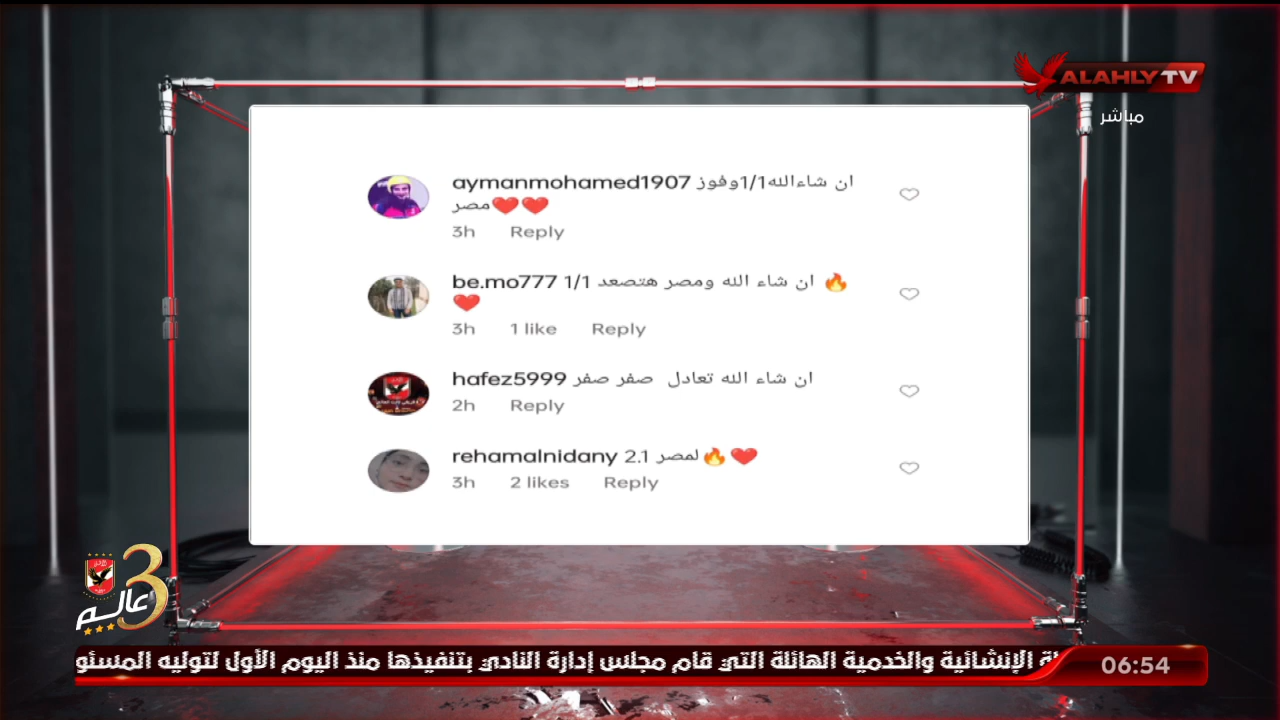 ALAHLY TV
مباشر
aymanmohamed1907 ان شاءالله1/1وفوز
مصر❤️❤️
3h Reply
be.mo777 1/1 ان شاء الله ومصر هتصعد 🔥
❤️
3h 1 like Reply
hafez5999 ان شاء الله تعادل صفر صفر
2h Reply
rehamalnidany 2.1 لمصر🔥❤️
3h 2 likes Reply
3 عالم
الإنشائية والخدمية الهائلة التي قام مجلس إدارة النادي بتنفيذها منذ اليوم الأول لتوليه المسئو
06:54